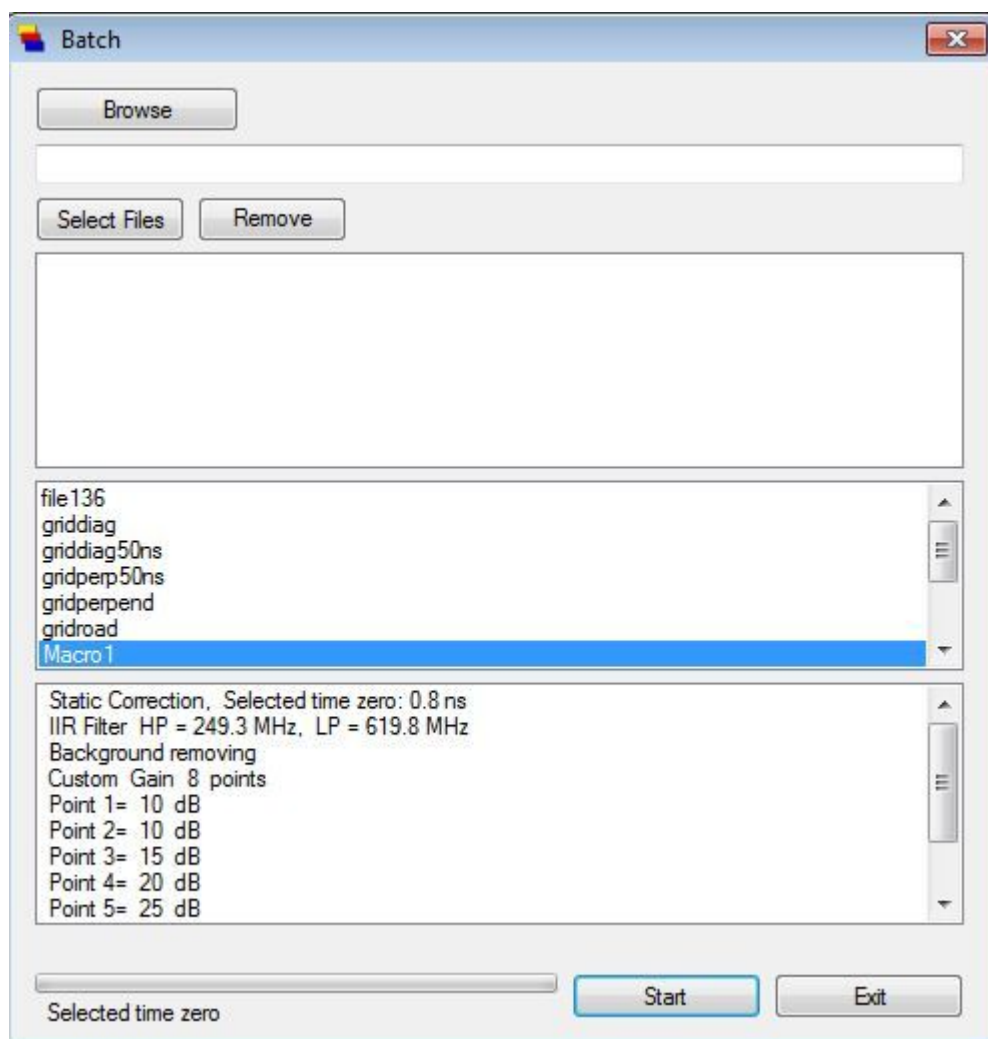 Batch
Browse
Select Files Remove
file136
griddiag
griddiag50ns
gridperp50ns
gridperpend
gridroad
Macro1
Static Correction, Selected time zero: 0.8 ns
IIR Filter HP = 249.3 MHz, LP = 619.8 MHz
Background removing
Custom Gain 8 points
Point 1= 10 dB
Point 2= 10 dB
Point 3= 15 dB
Point 4= 20 dB
Point 5= 25 dB
Start Exit
Selected time zero